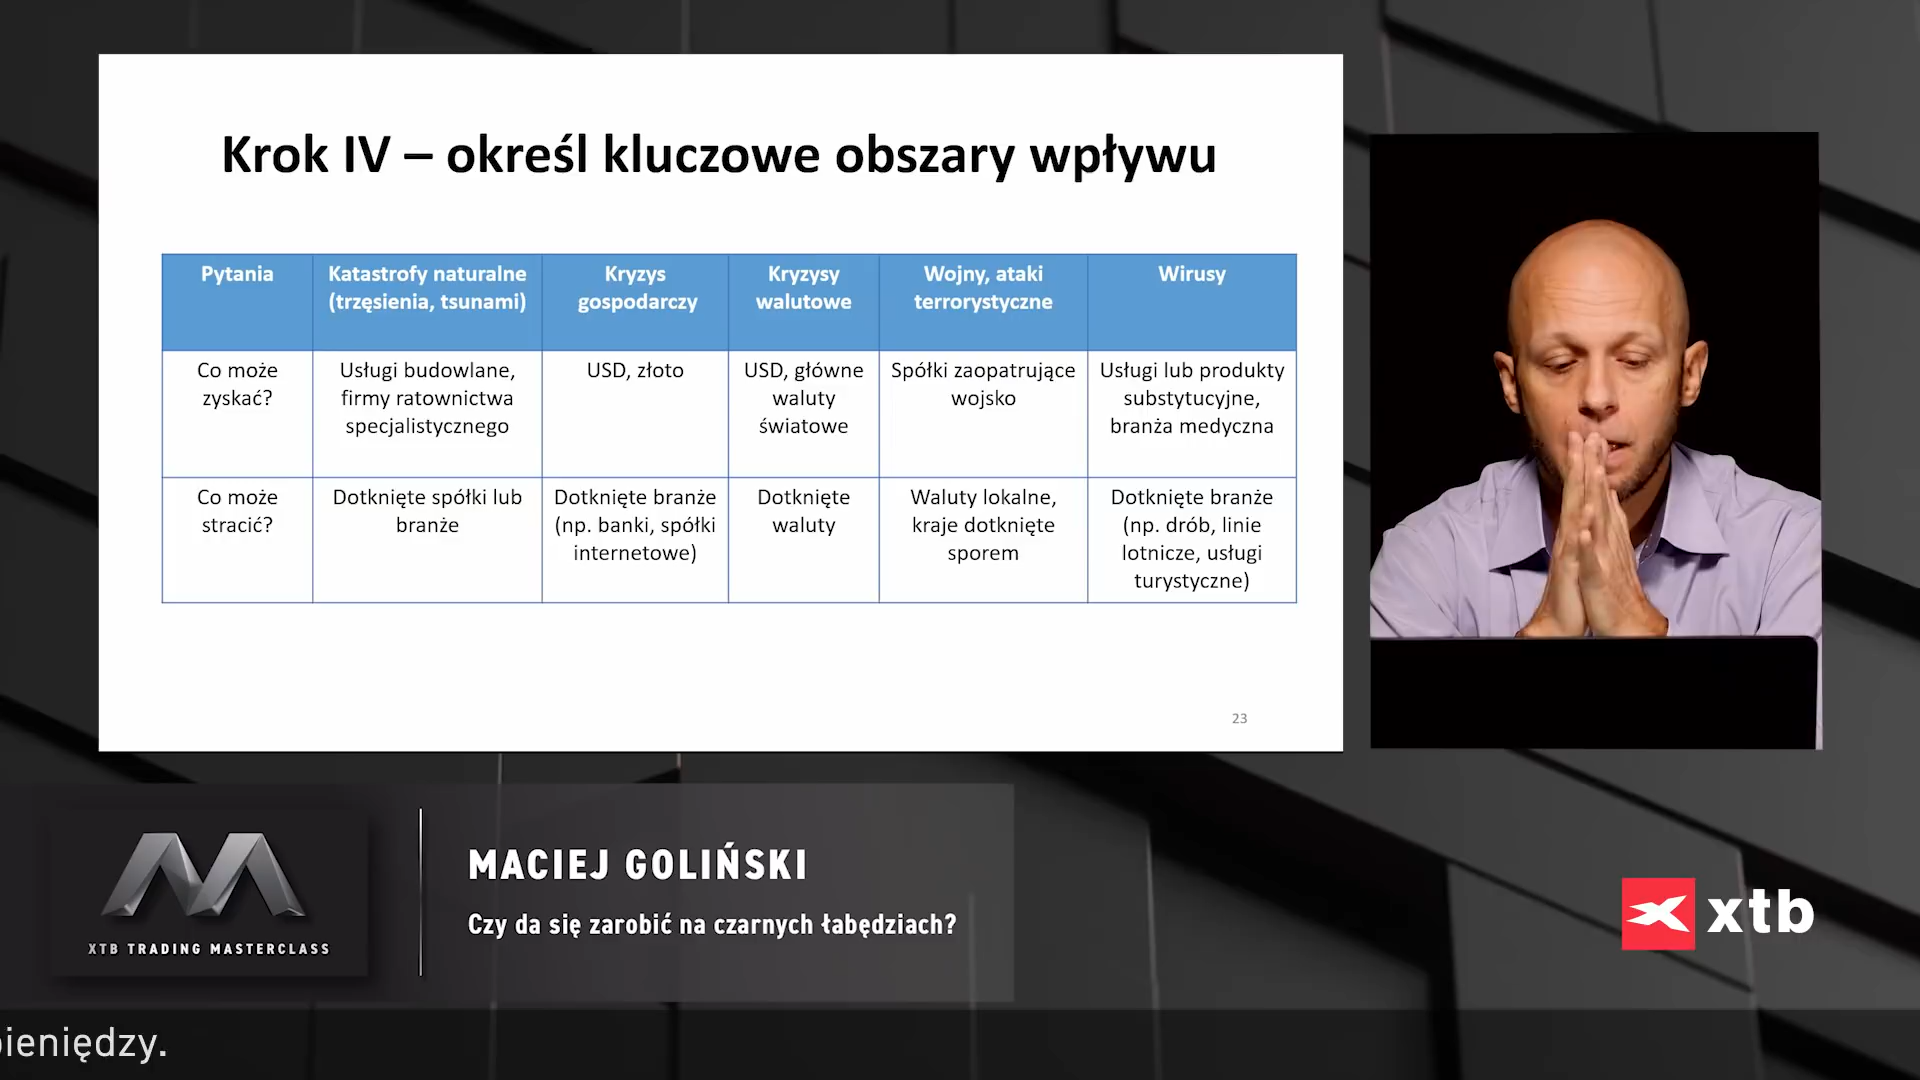 Krok IV – określ kluczowe obszary wpływu
Pytania
Katastrofy naturalne
(trzęsienia, tsunami)
Kryzys
gospodarczy
Kryzysy
walutowe
Wojny, ataki
terrorystyczne
Wirusy
Co może
zyskać?
Usługi budowlane,
firmy ratownictwa
specjalistycznego
USD, złoto
USD, główne
waluty
światowe
Spółki zaopatrujące
wojsko
Usługi lub produkty
substytucyjne,
branża medyczna
Co może
stracić?
Dotknięte spółki lub
branże
Dotknięte branże
(np. banki, spółki
internetowe)
Dotknięte
waluty
Waluty lokalne,
kraje dotknięte
sporem
Dotknięte branże
(np. drób, linie
lotnicze, usługi
turystyczne)
23
XTB TRADING MASTERCLASS
MACIEJ GOLIŃSKI
Czy da się zarobić na czarnych łabędziach?
xtb